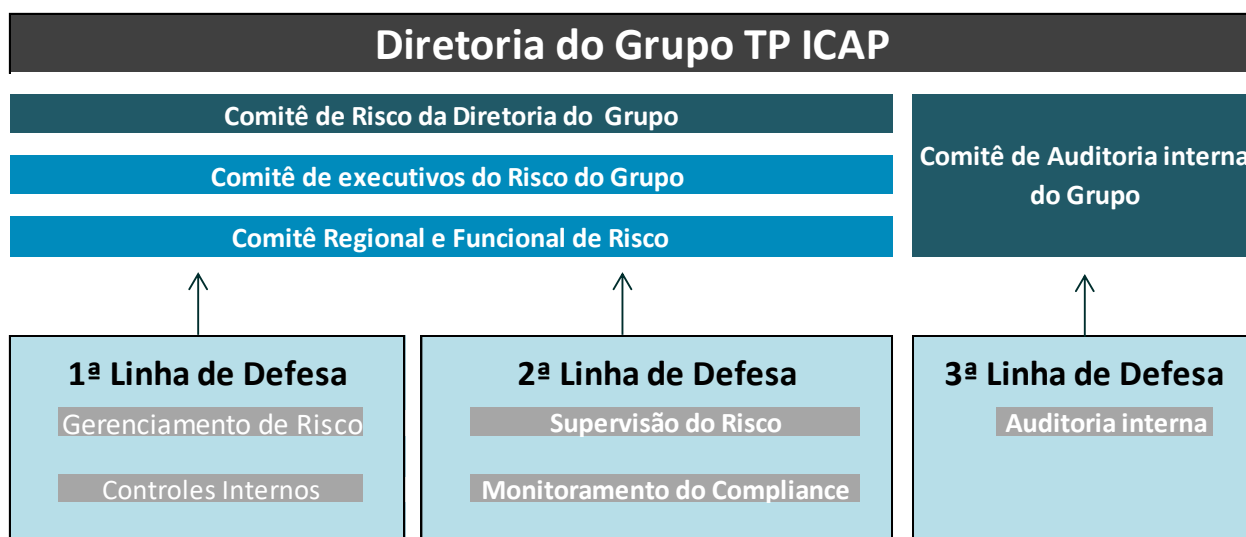 Diretoria do Grupo TP ICAP
Comitê de Risco da Diretoria do Grupo
Comitê de executivos do Risco do Grupo
Comitê Regional e Funcional de Risco
Comitê de Auditoria interna
do Grupo
1ª Linha de Defesa
Gerenciamento de Risco
Controles Internos
2ª Linha de Defesa
Supervisão do Risco
Monitoramento do Compliance
3ª Linha de Defesa
Auditoria interna